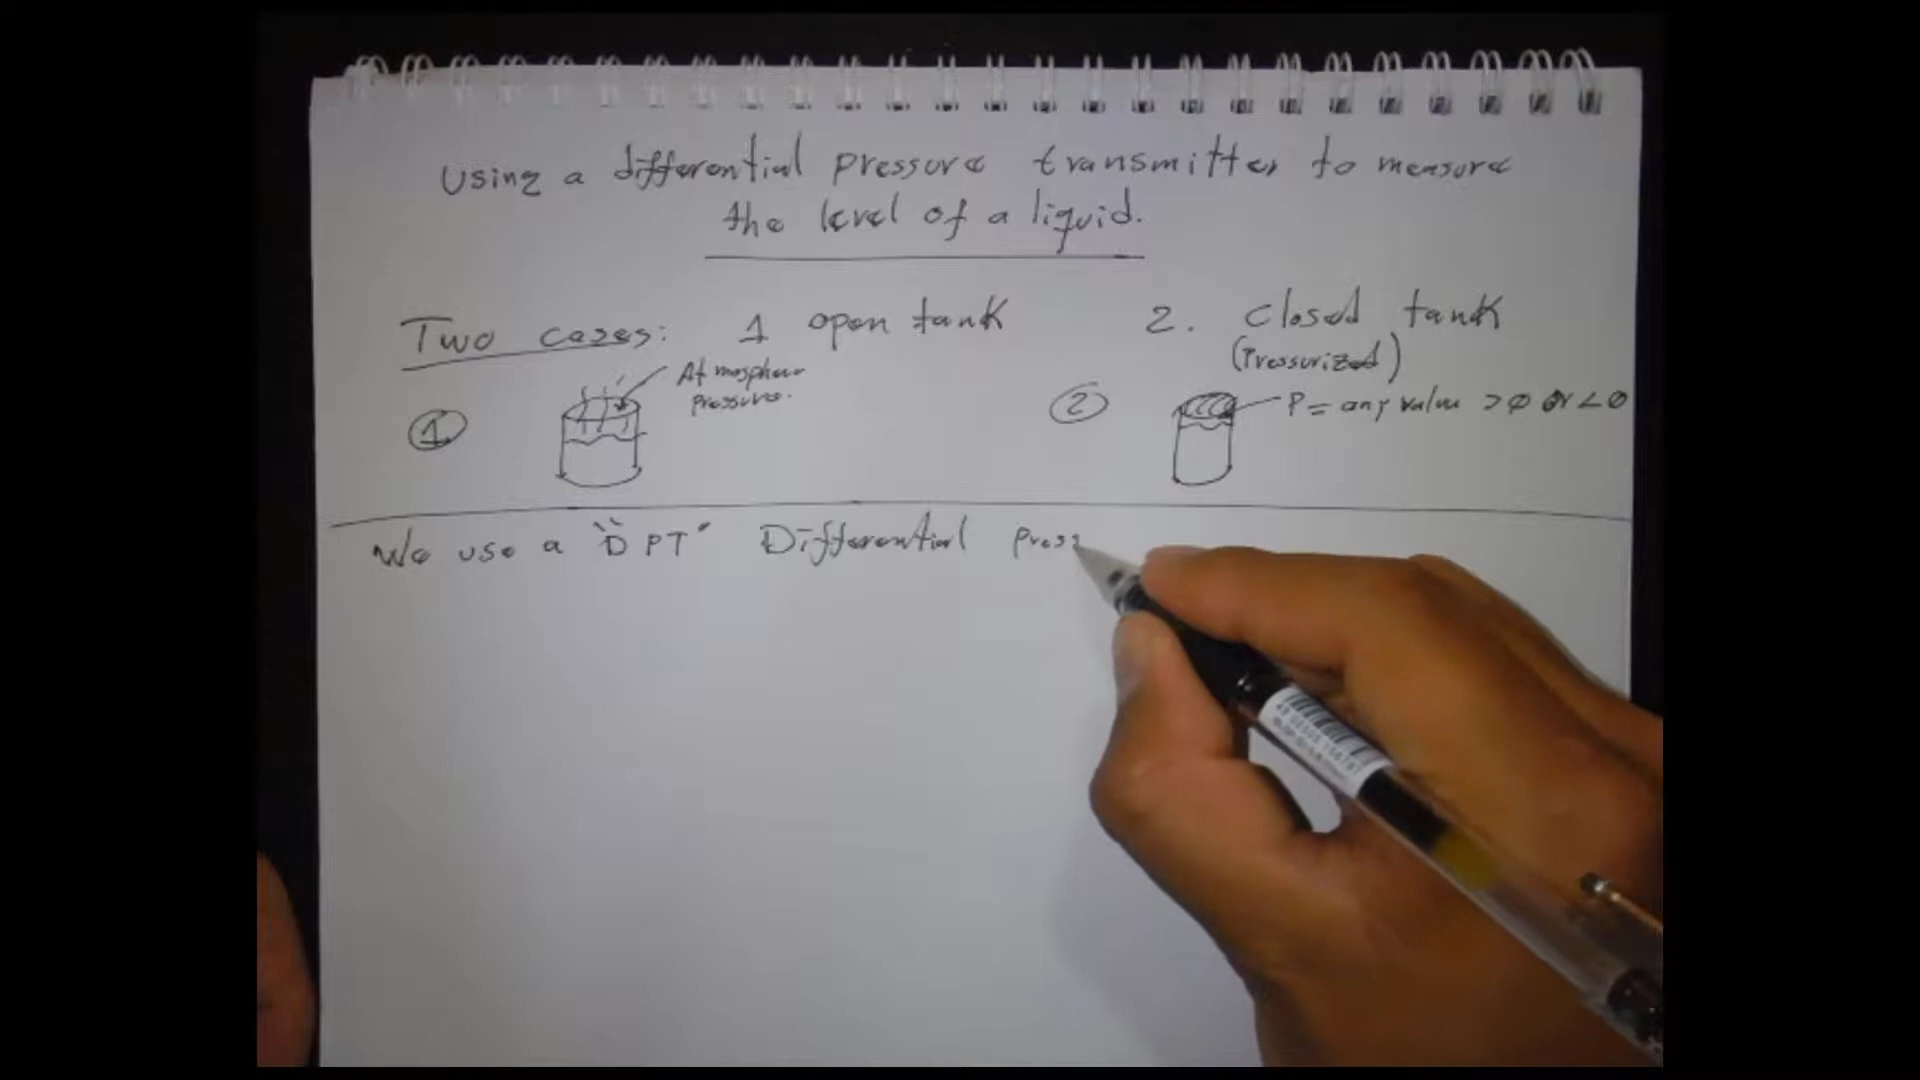 Using a differential pressure transmitter to measure
the level of a liquid.
Two cases: 1 open tank
2. Closed tank
(Pressurized)
Atmosphere
Pressure.
1
2
P = any value > 0 or < 0
We use a "DPT" Differential press